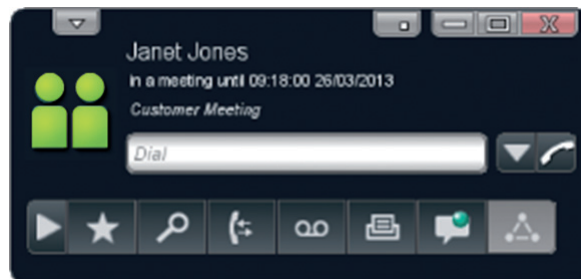 Janet Jones
in a meeting until 09:18:00 26/03/2013
Customer Meeting
Dial